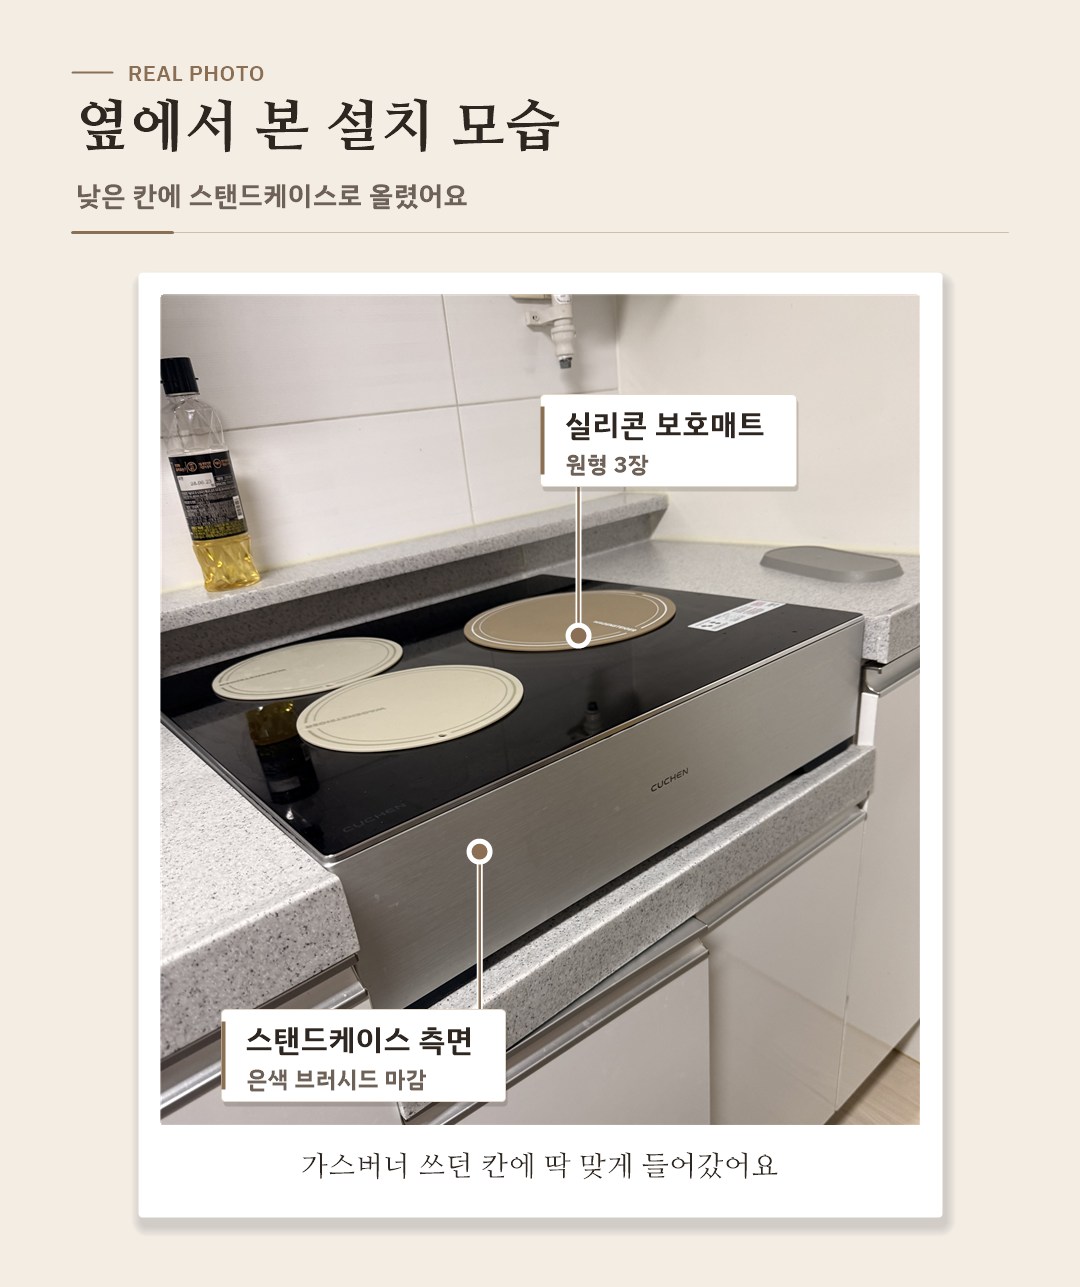 REAL PHOTO
옆에서 본 설치 모습
낮은 칸에 스탠드케이스로 올렸어요
실리콘 보호매트
원형 3장
CUCHEN
CUCHEN
스탠드케이스 측면
은색 브러시드 마감
가스버너 쓰던 칸에 딱 맞게 들어갔어요